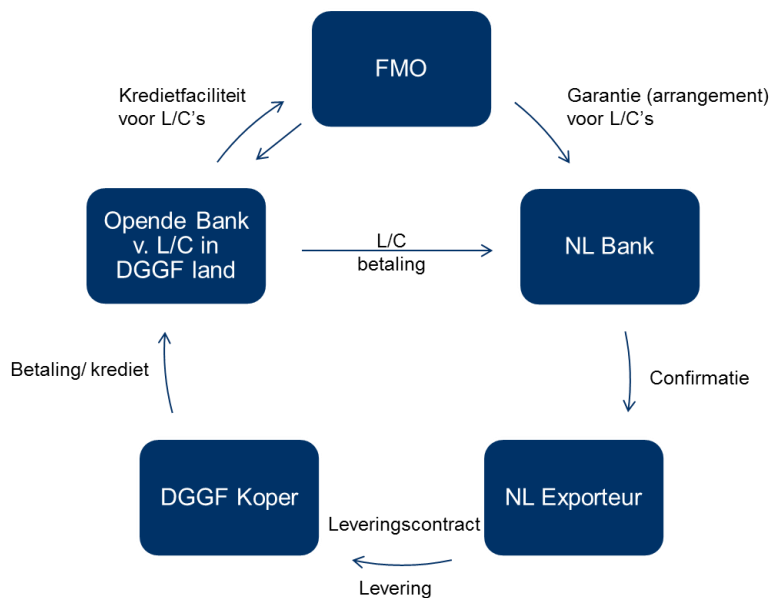 FMO
Kredietfaciliteit
voor L/C's
Garantie (arrangement)
voor L/C's
Opende Bank
v. L/C in
DGGF land
L/C
betaling
NL Bank
Betaling/ krediet
Confirmatie
DGGF Koper
Leveringscontract
NL Exporteur
Levering